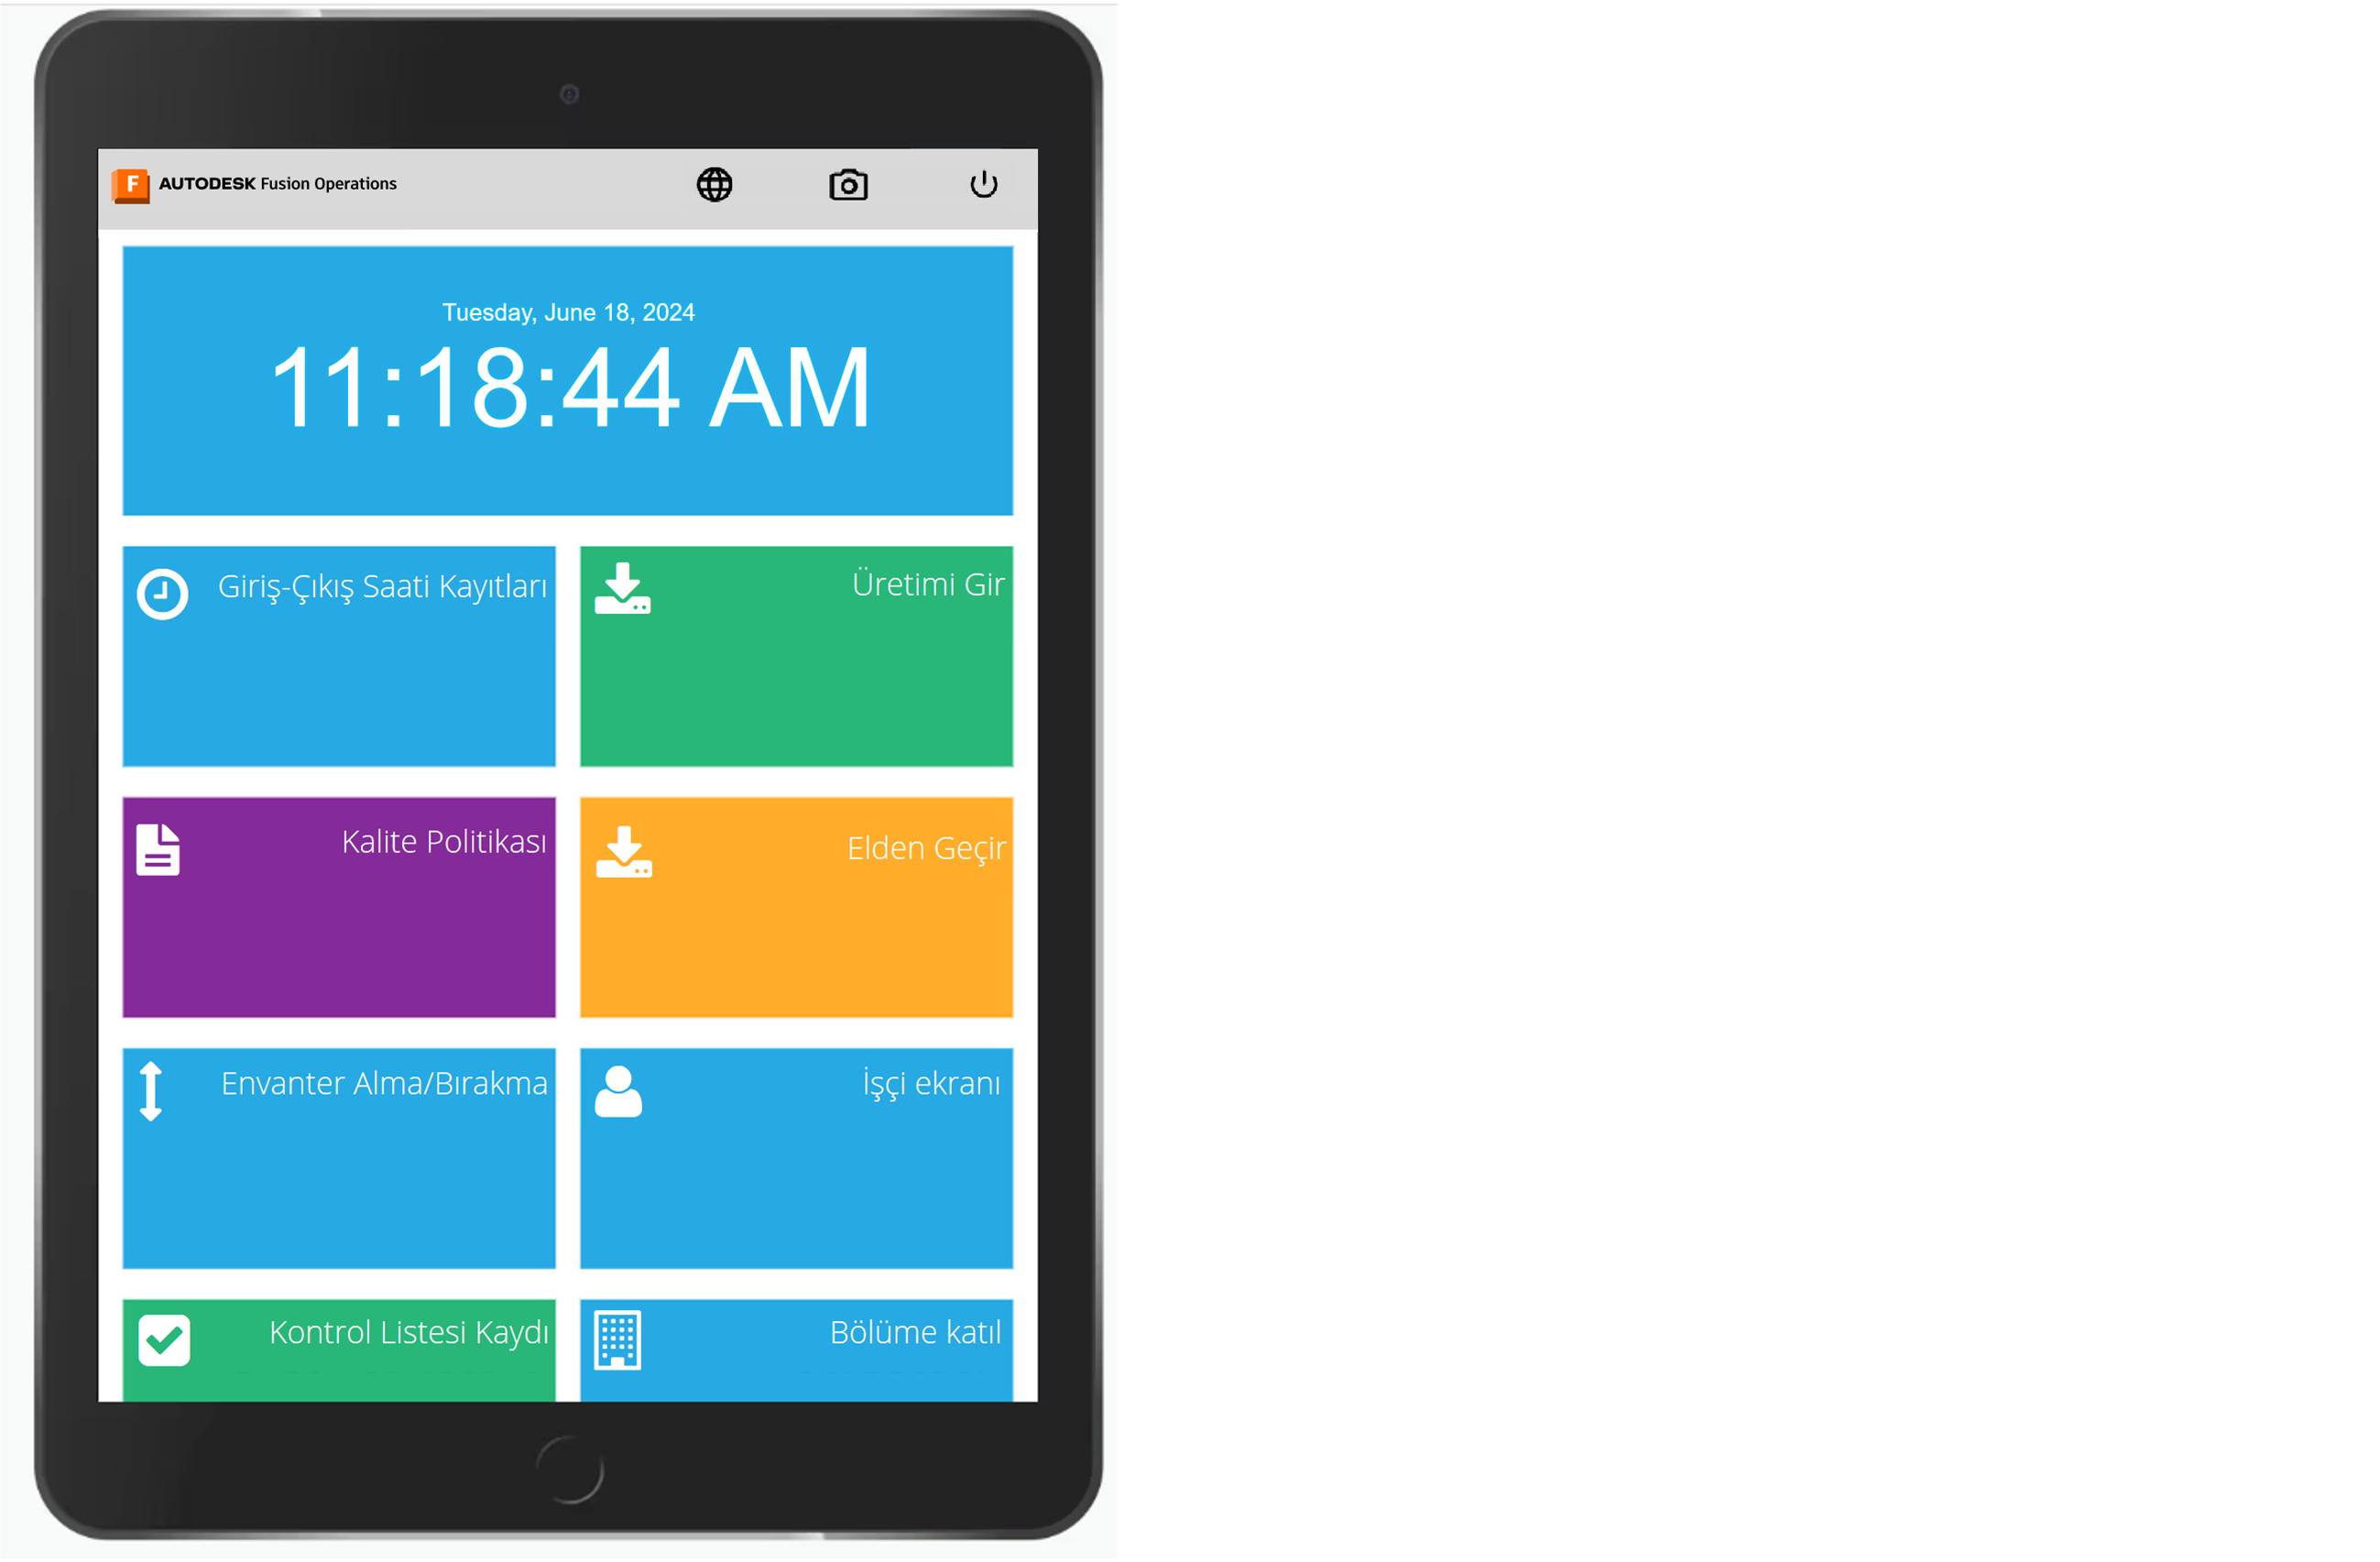 F AUTODESK Fusion Operations
Tuesday, June 18, 2024
11:18:44 AM
Giriş-Çıkış Saati Kayıtları
Üretimi Gir
Kalite Politikası
Elden Geçir
Envanter Alma/Bırakma
İşçi ekranı
Kontrol Listesi Kaydı
Bölüme katıl